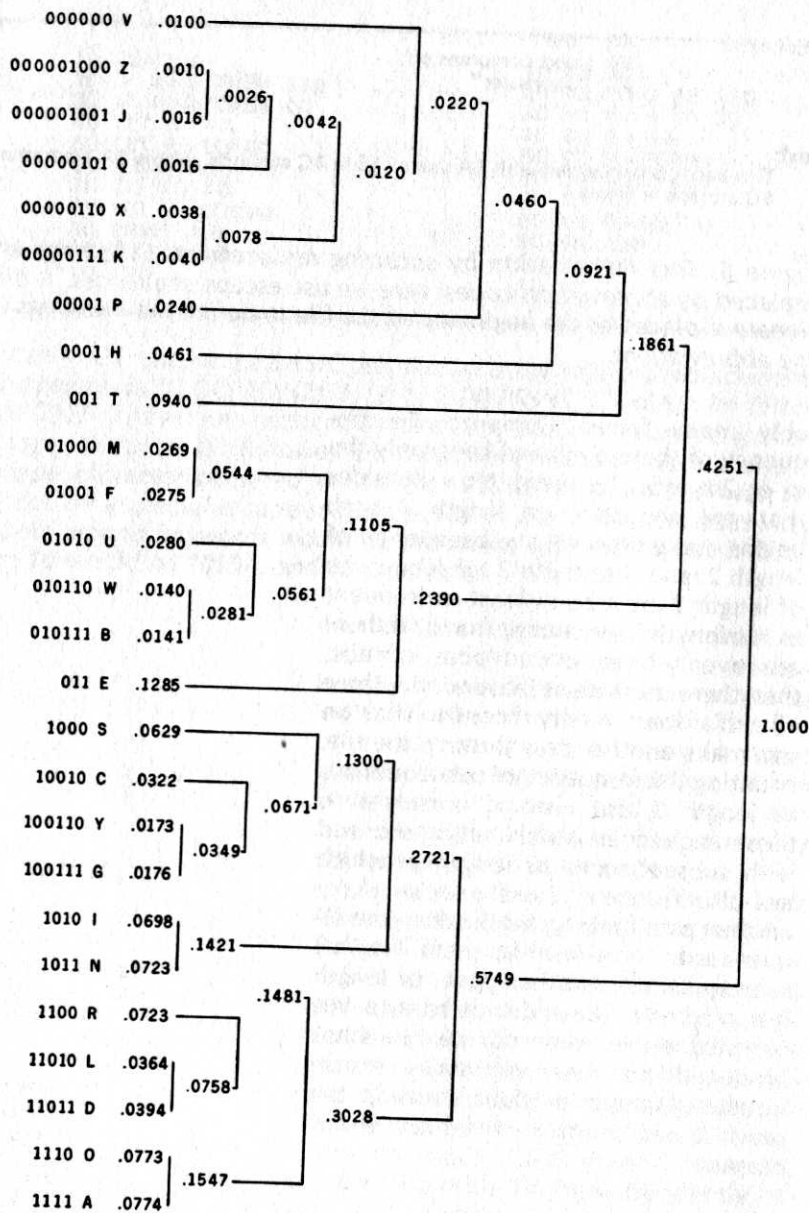 000000 V .0100
000001000 Z .0010
.0026 .0220
000001001 J .0016 .0042
00000101 Q .0016 .0120
.0460
00000110 X .0038
.0078
00000111 K .0040 .0921
00001 P .0240
.1861
0001 H .0461
001 T .0940
01000 M .0269 .4251
.0544
01001 F .0275
.1105
01010 U .0280
010110 W .0140 .0561 .2390
.0281
010111 B .0141
011 E .1285
1000 S .0629 1.000
.1300
10010 C .0322
.0671
100110 Y .0173
.0349 .2721
100111 G .0176
1010 I .0698
.1421
1011 N .0723 .5749
.1481
1100 R .0723
11010 L .0364
.0758
11011 D .0394
.3028
1110 O .0773
.1547
1111 A .0774